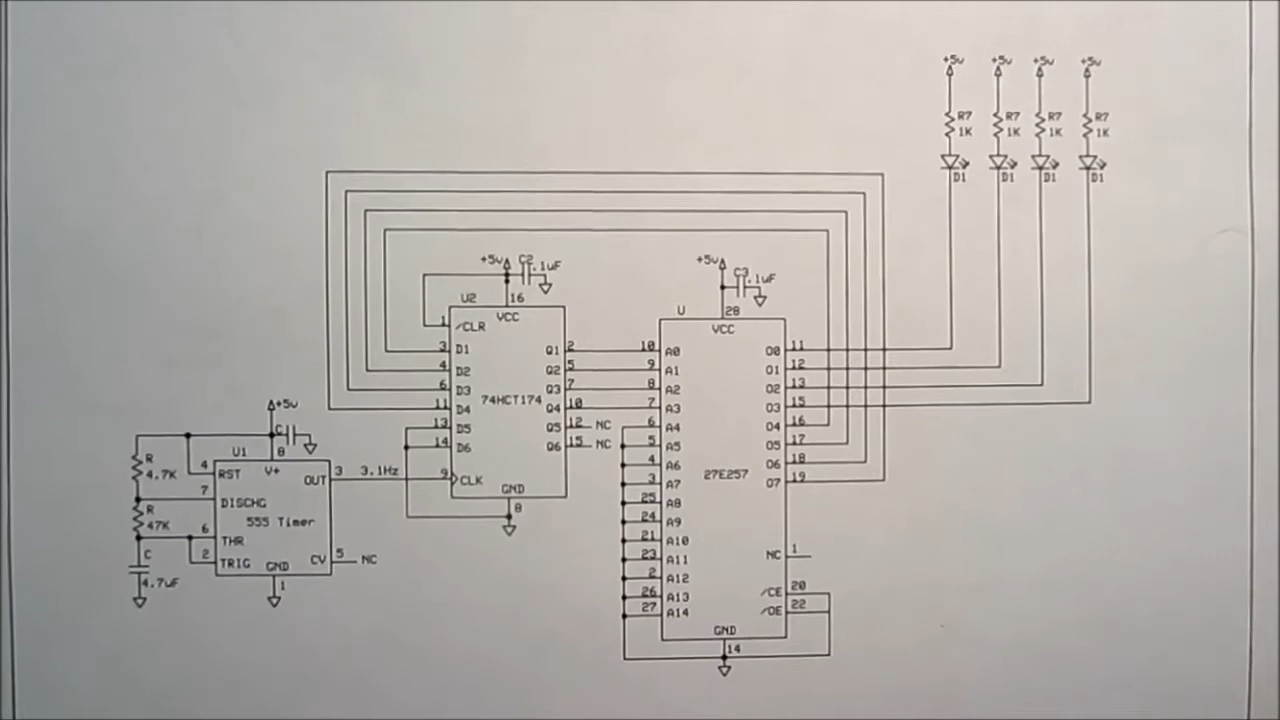 +5v +5v +5v +5v
R7 R7 R7 R7
1K 1K 1K 1K
D1 D1 D1 D1
+5v C2 .1uF
U2 16
VCC
1 /CLR
3 D1 Q1 2
4 D2 Q2 5
6 D3 Q3 7
74HCT174
11 D4 Q4 10
13 D5 Q5 12 NC
14 D6 Q6 15 NC
9 CLK
GND
8
+5v C3 .1uF
U 28
VCC
10 A0 O0 11
9 A1 O1 12
8 A2 O2 13
7 A3 O3 15
6 A4 O4 16
5 A5 O5 17
4 A6 O6 18
27E257
3 A7 O7 19
25 A8
24 A9
21 A10
23 A11 NC 1
2 A12
26 A13 /CE 20
27 A14 /OE 22
GND
14
+5v
C
U1 8
R 4 RST V+ OUT 3 3.1Hz
4.7K
7 DISCHG
R
47K 555 Timer
6 THR
C 2 TRIG GND CV 5 NC
4.7uF 1